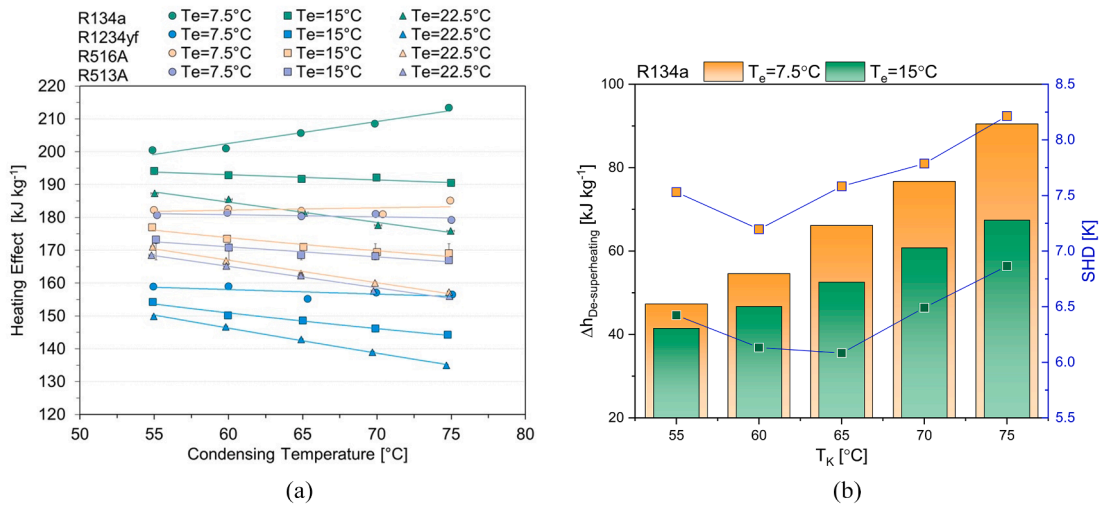 R134a Te=7.5°C Te=15°C Te=22.5°C
R1234yf Te=7.5°C Te=15°C Te=22.5°C
R516A Te=7.5°C Te=15°C Te=22.5°C
R513A Te=7.5°C Te=15°C Te=22.5°C
Heating Effect [kJ kg⁻¹]
220
210
200
190
180
170
160
150
140
130
120
50 55 60 65 70 75 80
Condensing Temperature [°C]
(a)
R134a Te=7.5°C Te=15°C
ΔhDe-superheating [kJ kg⁻¹]
100
80
60
40
20
8.5
8.0
7.5
7.0
6.5
6.0
5.5
SHD [K]
55 60 65 70 75
TK [°C]
(b)